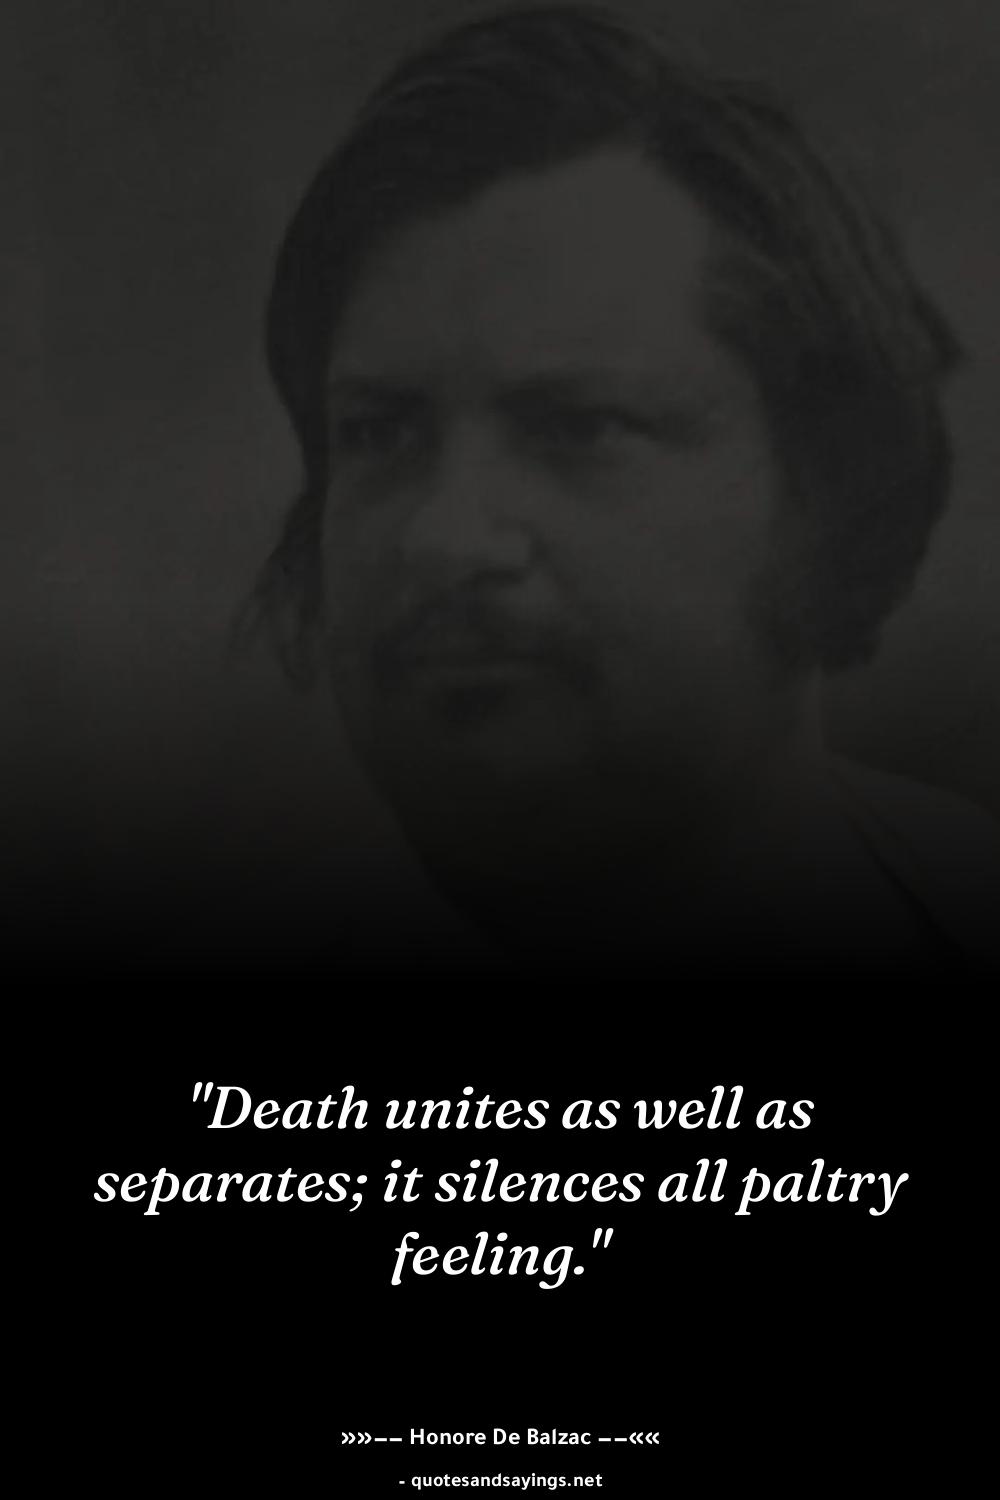 "Death unites as well as
separates; it silences all paltry
feeling."
»»−− Honore De Balzac −−««
- quotesandsayings.net